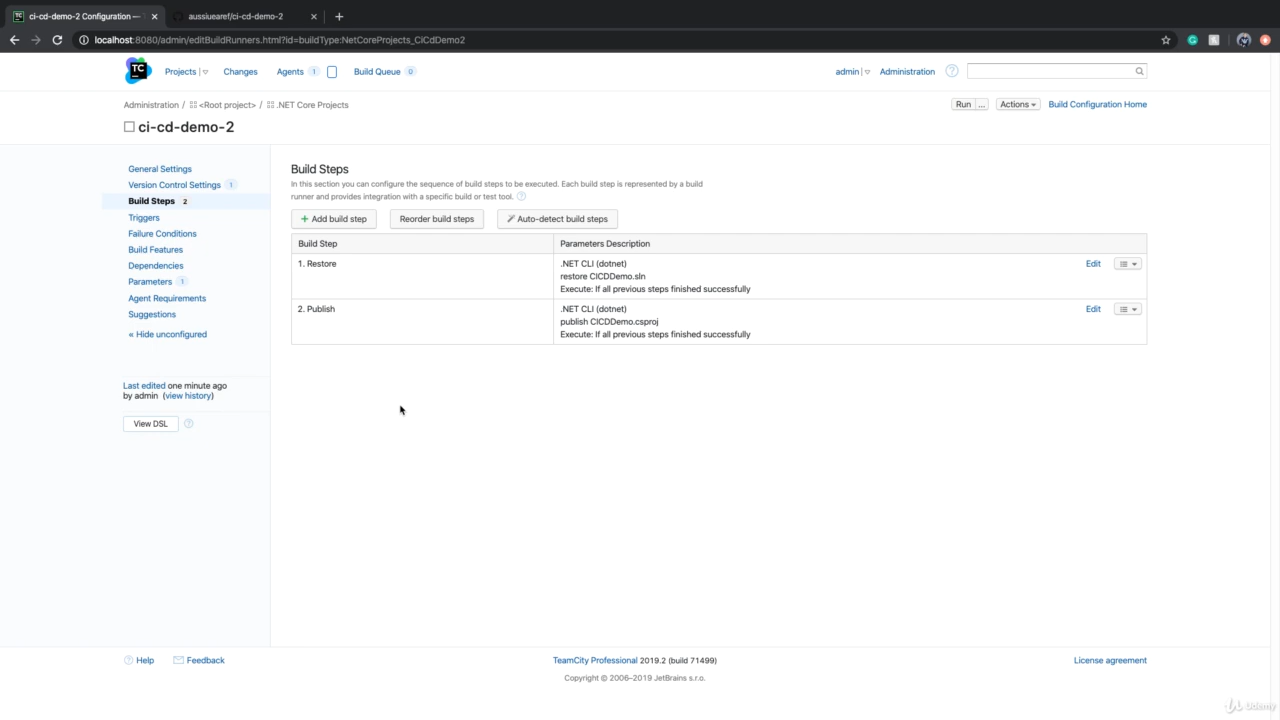 ci-cd-demo-2 Configuration —
aussiuearef/ci-cd-demo-2
localhost:8080/admin/editBuildRunners.html?id=buildType:NetCoreProjects_CiCdDemo2
TC
Projects
Changes
Agents 1
Build Queue 0
admin
Administration
Administration / <Root project> / .NET Core Projects
Run ...
Actions
Build Configuration Home
ci-cd-demo-2
General Settings
Version Control Settings 1
Build Steps 2
Triggers
Failure Conditions
Build Features
Dependencies
Parameters 1
Agent Requirements
Suggestions
« Hide unconfigured
Last edited one minute ago
by admin (view history)
View DSL ?
Build Steps
In this section you can configure the sequence of build steps to be executed. Each build step is represented by a build
runner and provides integration with a specific build or test tool. ?
+ Add build step
Reorder build steps
Auto-detect build steps
Build Step
Parameters Description
1. Restore
.NET CLI (dotnet)
restore CICDDemo.sln
Execute: If all previous steps finished successfully
Edit
2. Publish
.NET CLI (dotnet)
publish CICDDemo.csproj
Execute: If all previous steps finished successfully
Edit
? Help
Feedback
TeamCity Professional 2019.2 (build 71499)
License agreement
Copyright © 2006–2019 JetBrains s.r.o.
Udemy